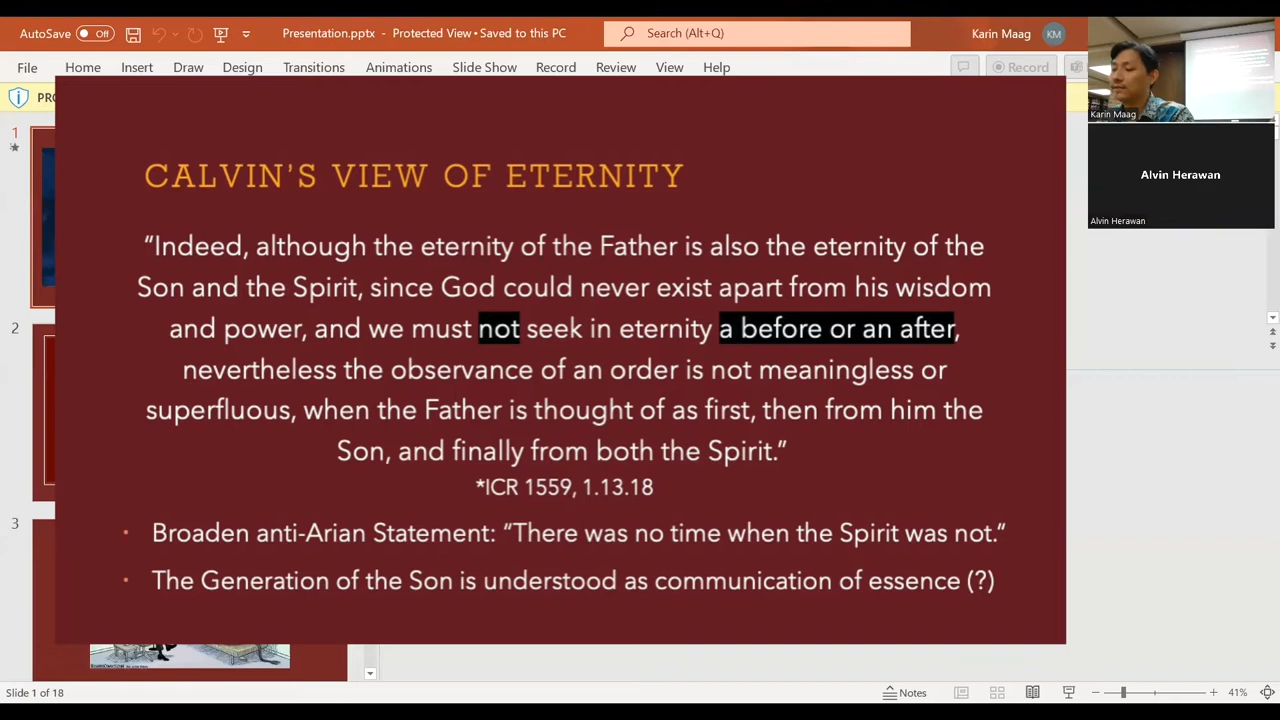 AutoSave Off Presentation.pptx - Protected View • Saved to this PC Search (Alt+Q) Karin Maag KM
File Home Insert Draw Design Transitions Animations Slide Show Record Review View Help Record
1
2
3
CALVIN'S VIEW OF ETERNITY
“Indeed, although the eternity of the Father is also the eternity of the
Son and the Spirit, since God could never exist apart from his wisdom
and power, and we must not seek in eternity a before or an after,
nevertheless the observance of an order is not meaningless or
superfluous, when the Father is thought of as first, then from him the
Son, and finally from both the Spirit.”
*ICR 1559, 1.13.18
• Broaden anti-Arian Statement: “There was no time when the Spirit was not.“
• The Generation of the Son is understood as communication of essence (?)
Karin Maag
Alvin Herawan
Alvin Herawan
Slide 1 of 18 Notes 41%